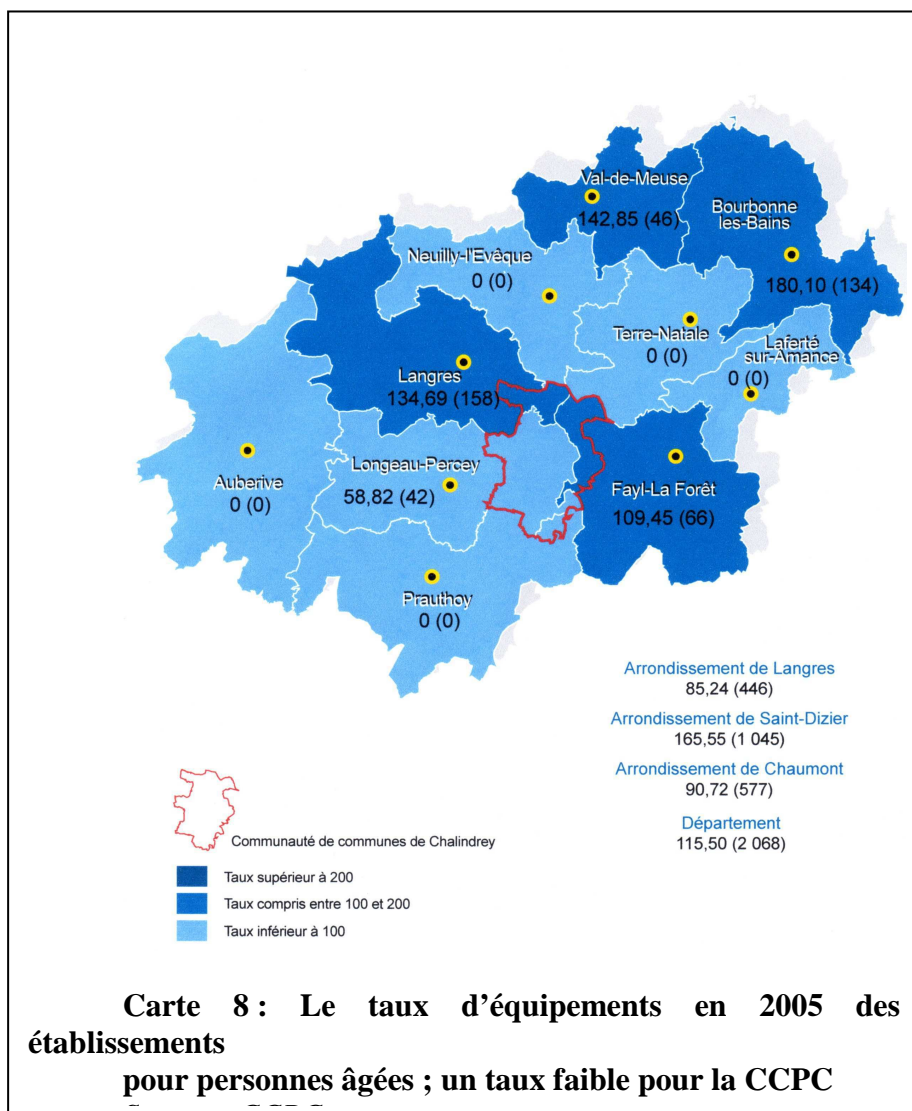 Val-de-Meuse
142,85 (46)
Bourbonne
les-Bains
180,10 (134)
Neuilly-l'Evêque
0 (0)
Terre-Natale
0 (0)
Laferté
sur-Amance
0 (0)
Langres
134,69 (158)
Auberive
0 (0)
Longeau-Percey
58,82 (42)
Fayl-La Forêt
109,45 (66)
Prauthoy
0 (0)
Arrondissement de Langres
85,24 (446)
Arrondissement de Saint-Dizier
165,55 (1 045)
Arrondissement de Chaumont
90,72 (577)
Département
115,50 (2 068)
Communauté de communes de Chalindrey
Taux supérieur à 200
Taux compris entre 100 et 200
Taux inférieur à 100
Carte 8 : Le taux d’équipements en 2005 des
établissements
pour personnes âgées ; un taux faible pour la CCPC